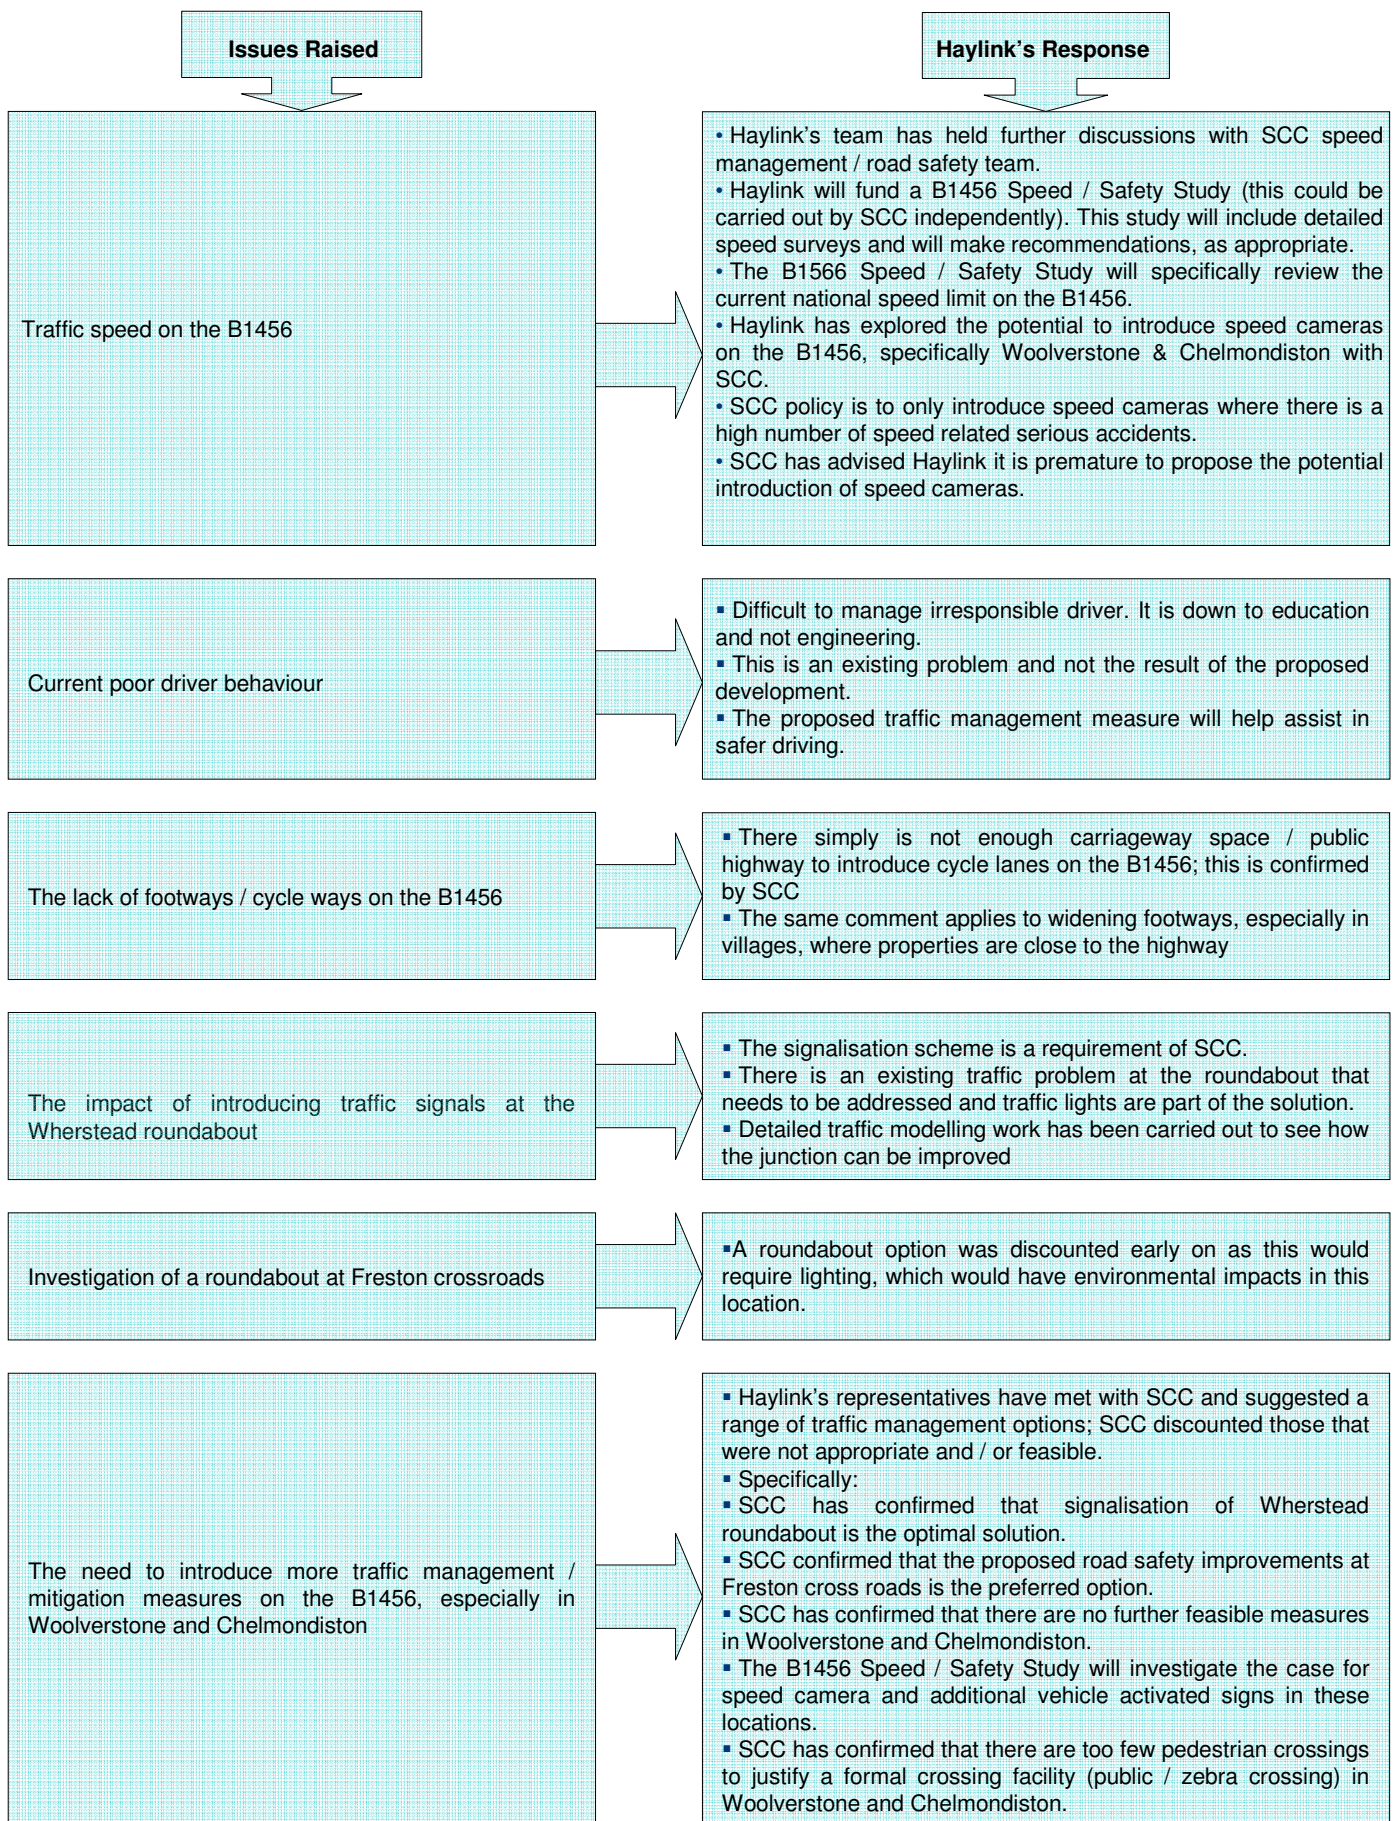 Issues Raised
Haylink's Response
Traffic speed on the B1456
• Haylink's team has held further discussions with SCC speed
management / road safety team.
• Haylink will fund a B1456 Speed / Safety Study (this could be
carried out by SCC independently). This study will include detailed
speed surveys and will make recommendations, as appropriate.
• The B1566 Speed / Safety Study will specifically review the
current national speed limit on the B1456.
• Haylink has explored the potential to introduce speed cameras
on the B1456, specifically Woolverstone & Chelmondiston with
SCC.
• SCC policy is to only introduce speed cameras where there is a
high number of speed related serious accidents.
• SCC has advised Haylink it is premature to propose the potential
introduction of speed cameras.
Current poor driver behaviour
▪ Difficult to manage irresponsible driver. It is down to education
and not engineering.
▪ This is an existing problem and not the result of the proposed
development.
▪ The proposed traffic management measure will help assist in
safer driving.
The lack of footways / cycle ways on the B1456
▪ There simply is not enough carriageway space / public
highway to introduce cycle lanes on the B1456; this is confirmed
by SCC
▪ The same comment applies to widening footways, especially in
villages, where properties are close to the highway
The impact of introducing traffic signals at the
Wherstead roundabout
▪ The signalisation scheme is a requirement of SCC.
▪ There is an existing traffic problem at the roundabout that
needs to be addressed and traffic lights are part of the solution.
▪ Detailed traffic modelling work has been carried out to see how
the junction can be improved
Investigation of a roundabout at Freston crossroads
▪A roundabout option was discounted early on as this would
require lighting, which would have environmental impacts in this
location.
The need to introduce more traffic management /
mitigation measures on the B1456, especially in
Woolverstone and Chelmondiston
▪ Haylink's representatives have met with SCC and suggested a
range of traffic management options; SCC discounted those that
were not appropriate and / or feasible.
▪ Specifically:
▪ SCC has confirmed that signalisation of Wherstead
roundabout is the optimal solution.
▪ SCC confirmed that the proposed road safety improvements at
Freston cross roads is the preferred option.
▪ SCC has confirmed that there are no further feasible measures
in Woolverstone and Chelmondiston.
▪ The B1456 Speed / Safety Study will investigate the case for
speed camera and additional vehicle activated signs in these
locations.
▪ SCC has confirmed that there are too few pedestrian crossings
to justify a formal crossing facility (public / zebra crossing) in
Woolverstone and Chelmondiston.